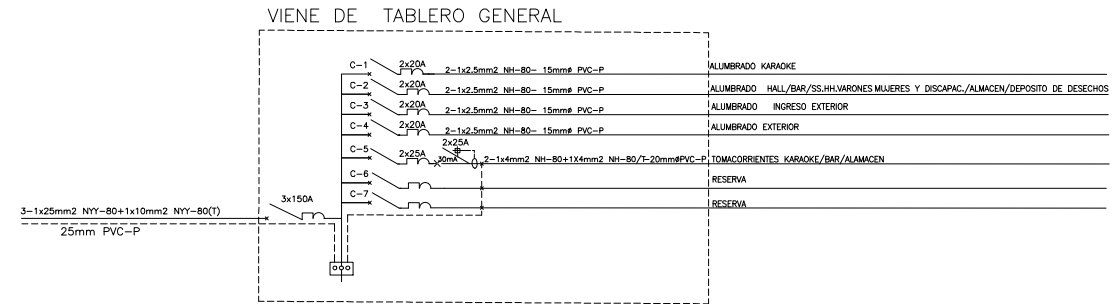 VIENE DE TABLERO GENERAL
C-1 2x20A 2-1x2.5mm2 NH-80- 15mmø PVC-P ALUMBRADO KARAOKE
C-2 2x20A 2-1x2.5mm2 NH-80- 15mmø PVC-P ALUMBRADO HALL/BAR/SS.HH.VARONES MUJERES Y DISCAPAC./ALMACEN/DEPOSITO DE DESECHOS
C-3 2x20A 2-1x2.5mm2 NH-80- 15mmø PVC-P ALUMBRADO INGRESO EXTERIOR
C-4 2x20A 2-1x2.5mm2 NH-80- 15mmø PVC-P ALUMBRADO EXTERIOR
2x25A
C-5 2x25A 30mA 2-1x4mm2 NH-80+1X4mm2 NH-80/T-20mmøPVC-P TOMACORRIENTES KARAOKE/BAR/ALAMACEN
C-6 RESERVA
C-7 RESERVA
3x150A
3-1x25mm2 NYY-80+1x10mm2 NYY-80(T)
25mm PVC-P